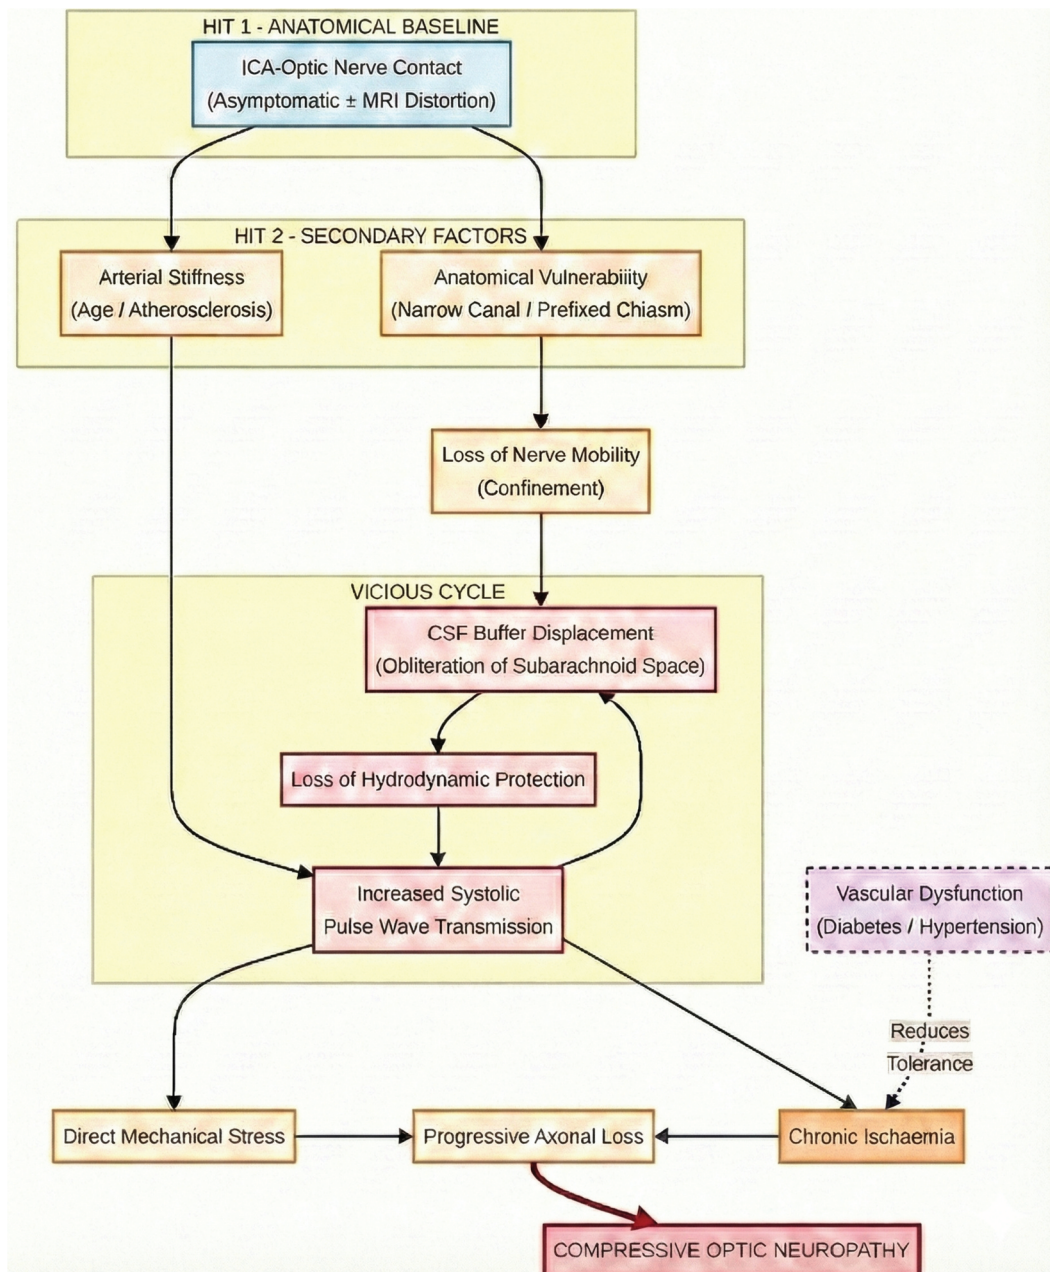 HIT 1 - ANATOMICAL BASELINE
ICA-Optic Nerve Contact
(Asymptomatic ± MRI Distortion)
HIT 2 - SECONDARY FACTORS
Arterial Stiffness
(Age / Atherosclerosis)
Anatomical Vulnerability
(Narrow Canal / Prefixed Chiasm)
Loss of Nerve Mobility
(Confinement)
VICIOUS CYCLE
CSF Buffer Displacement
(Obliteration of Subarachnoid Space)
Loss of Hydrodynamic Protection
Increased Systolic
Pulse Wave Transmission
Vascular Dysfunction
(Diabetes / Hypertension)
Reduces
Tolerance
Direct Mechanical Stress
Progressive Axonal Loss
Chronic Ischaemia
COMPRESSIVE OPTIC NEUROPATHY